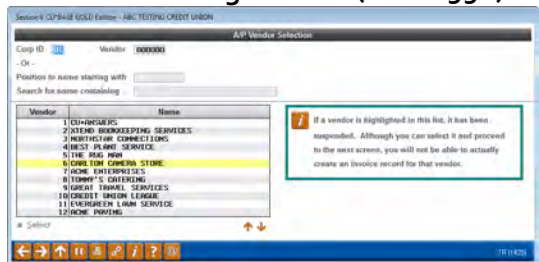 Session 0 CU*BASE GOLD Edition - ABC TESTING CREDIT UNION
A/P Vendor Selection
Corp ID Vendor 000000
- Or -
Position to name starting with
Search for name containing
Vendor Name
1 CU*ANSWERS
2 XTEND BOOKKEEPING SERVICES
3 NORTHSTAR CONNECTIONS
4 BEST PLANT SERVICE
5 THE RUG MAN
6 CARLTON CAMERA STORE
7 ACME ENTERPRISES
8 TOMMY'S CATERING
9 GREAT TRAVEL SERVICES
10 CREDIT UNION LEAGUE
11 EVERGREEN LAWN SERVICE
12 ACME PAVING
If a vendor is highlighted in this list, it has been
suspended. Although you can select it and proceed
to the next screen, you will not be able to actually
create an invoice record for that vendor.
Select